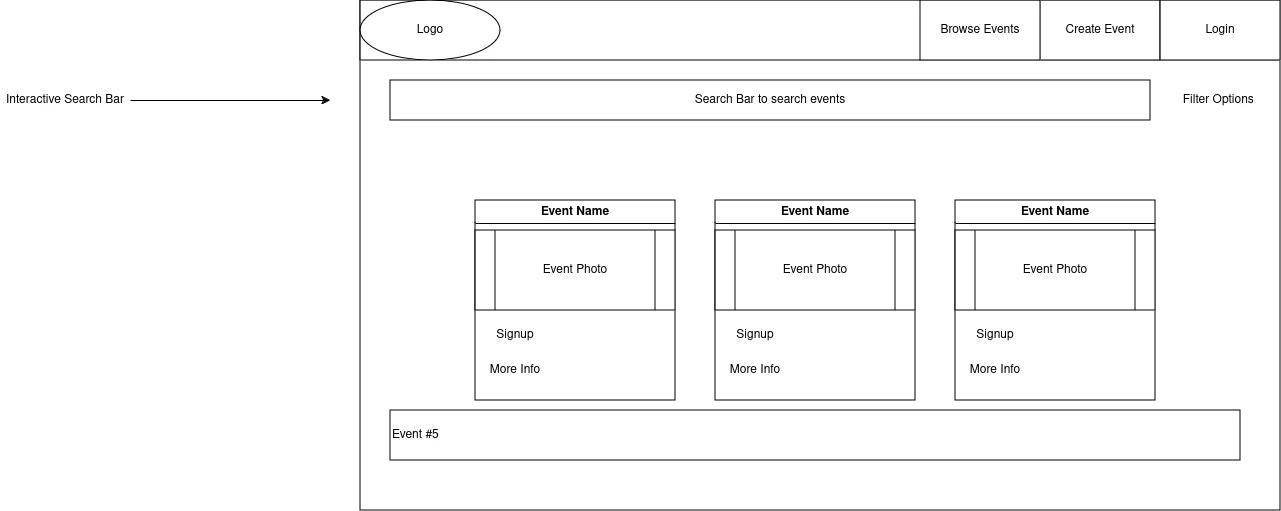 Logo
Browse Events
Create Event
Login
Interactive Search Bar
Search Bar to search events
Filter Options
Event Name
Event Name
Event Name
Event Photo
Event Photo
Event Photo
Signup
Signup
Signup
More Info
More Info
More Info
Event #5